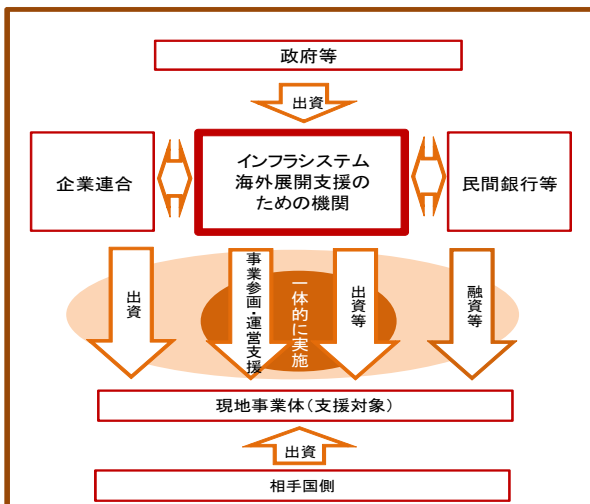 政府等
出資
企業連合
インフラシステム
海外展開支援の
ための機関
民間銀行等
出資
事業参画・運営支援
一体的に実施
出資等
融資等
現地事業体(支援対象)
出資
相手国側